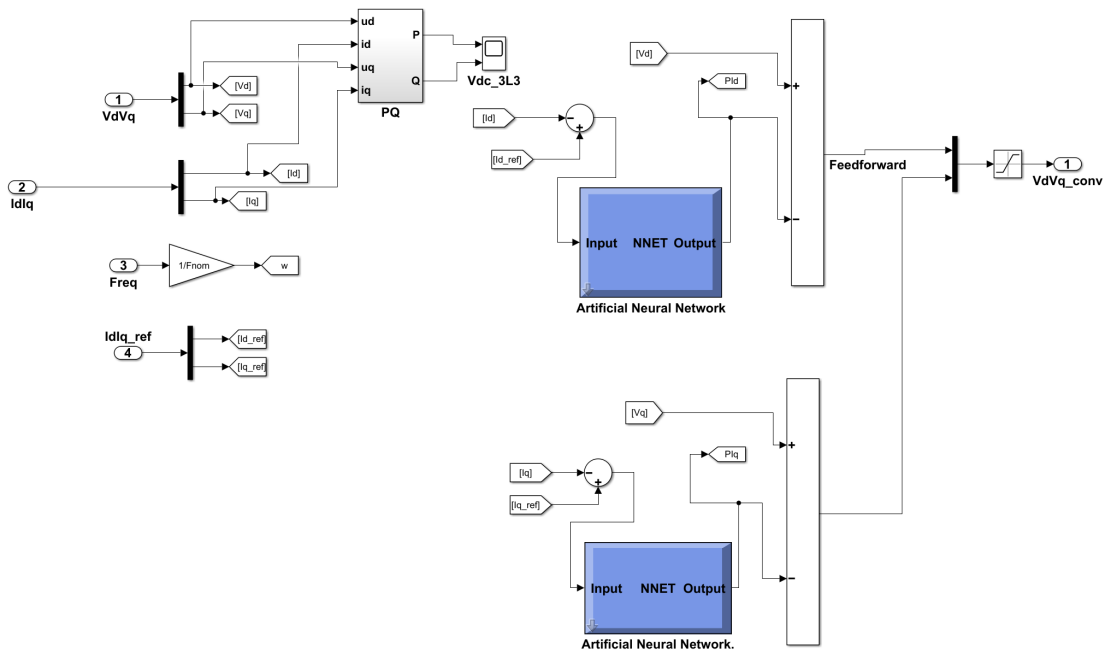 ud
id
uq
iq
P
Q
PQ
Vdc_3L3
1
VdVq
[Vd]
[Vq]
2
IdIq
[Id]
[Iq]
3
Freq
1/Fnom
w
IdIq_ref
4
[Id_ref]
[Iq_ref]
[Vd]
PId
[Id]
[Id_ref]
+
−
−
+
Input NNET Output
Artificial Neural Network
Feedforward
1
VdVq_conv
[Vq]
PIq
[Iq]
[Iq_ref]
+
−
−
+
Input NNET Output
Artificial Neural Network.